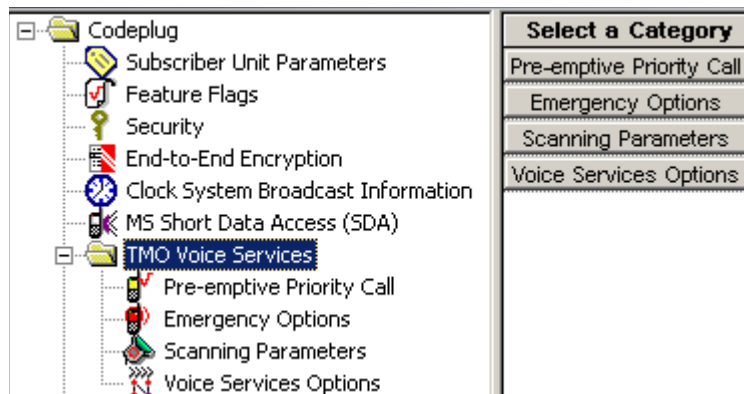 Codeplug
Subscriber Unit Parameters
Feature Flags
Security
End-to-End Encryption
Clock System Broadcast Information
MS Short Data Access (SDA)
TMO Voice Services
Pre-emptive Priority Call
Emergency Options
Scanning Parameters
Voice Services Options
Select a Category
Pre-emptive Priority Call
Emergency Options
Scanning Parameters
Voice Services Options